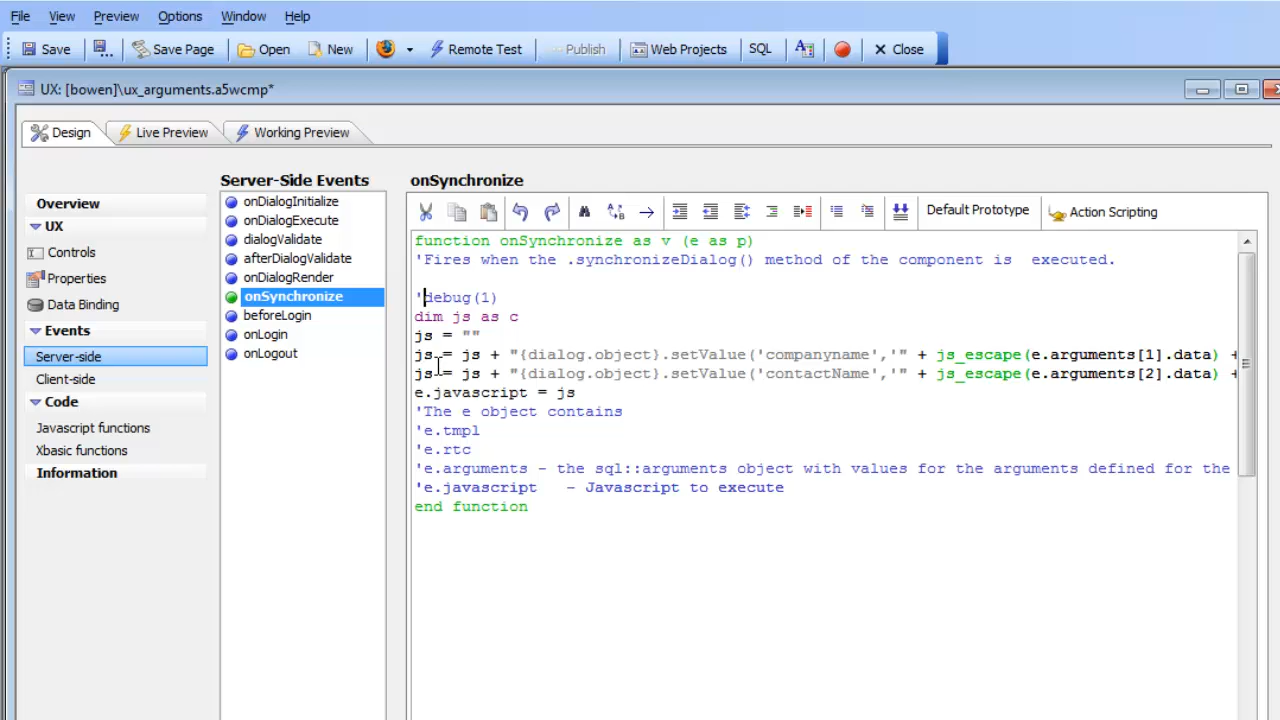 File View Preview Options Window Help
Save Save Page Open New Remote Test Publish Web Projects SQL Close
UX: [bowen]\ux_arguments.a5wcmp*
Design Live Preview Working Preview
Overview
UX
Controls
Properties
Data Binding
Events
Server-side
Client-side
Code
Javascript functions
Xbasic functions
Information
Server-Side Events
onDialogInitialize
onDialogExecute
dialogValidate
afterDialogValidate
onDialogRender
onSynchronize
beforeLogin
onLogin
onLogout
onSynchronize
Default Prototype Action Scripting
function onSynchronize as v (e as p)
'Fires when the .synchronizeDialog() method of the component is  executed.
'debug(1)
dim js as c
js = ""
js = js + "{dialog.object}.setValue('companyname','" + js_escape(e.arguments[1].data) +
js = js + "{dialog.object}.setValue('contactName','" + js_escape(e.arguments[2].data) +
e.javascript = js
'The e object contains
'e.tmpl
'e.rtc
'e.arguments - the sql::arguments object with values for the arguments defined for the
'e.javascript   - Javascript to execute
end function